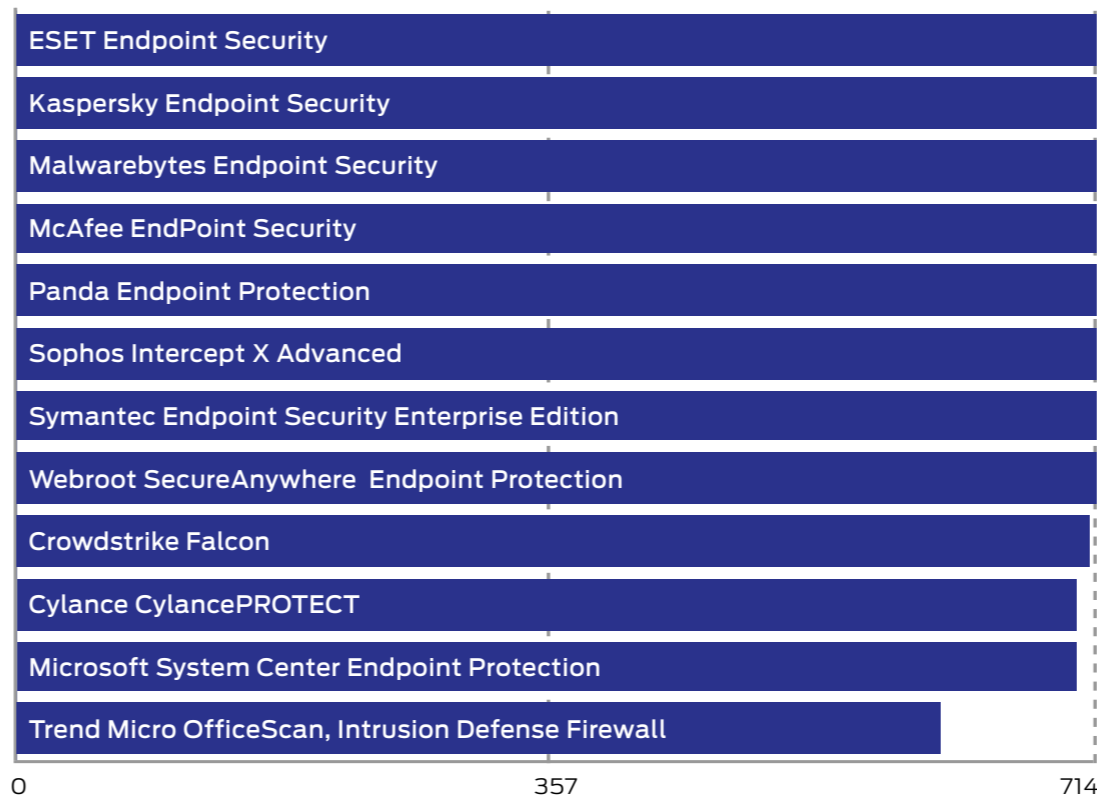 ESET Endpoint Security
Kaspersky Endpoint Security
Malwarebytes Endpoint Security
McAfee EndPoint Security
Panda Endpoint Protection
Sophos Intercept X Advanced
Symantec Endpoint Security Enterprise Edition
Webroot SecureAnywhere  Endpoint Protection
Crowdstrike Falcon
Cylance CylancePROTECT
Microsoft System Center Endpoint Protection
Trend Micro OfficeScan, Intrusion Defense Firewall
0 357 714